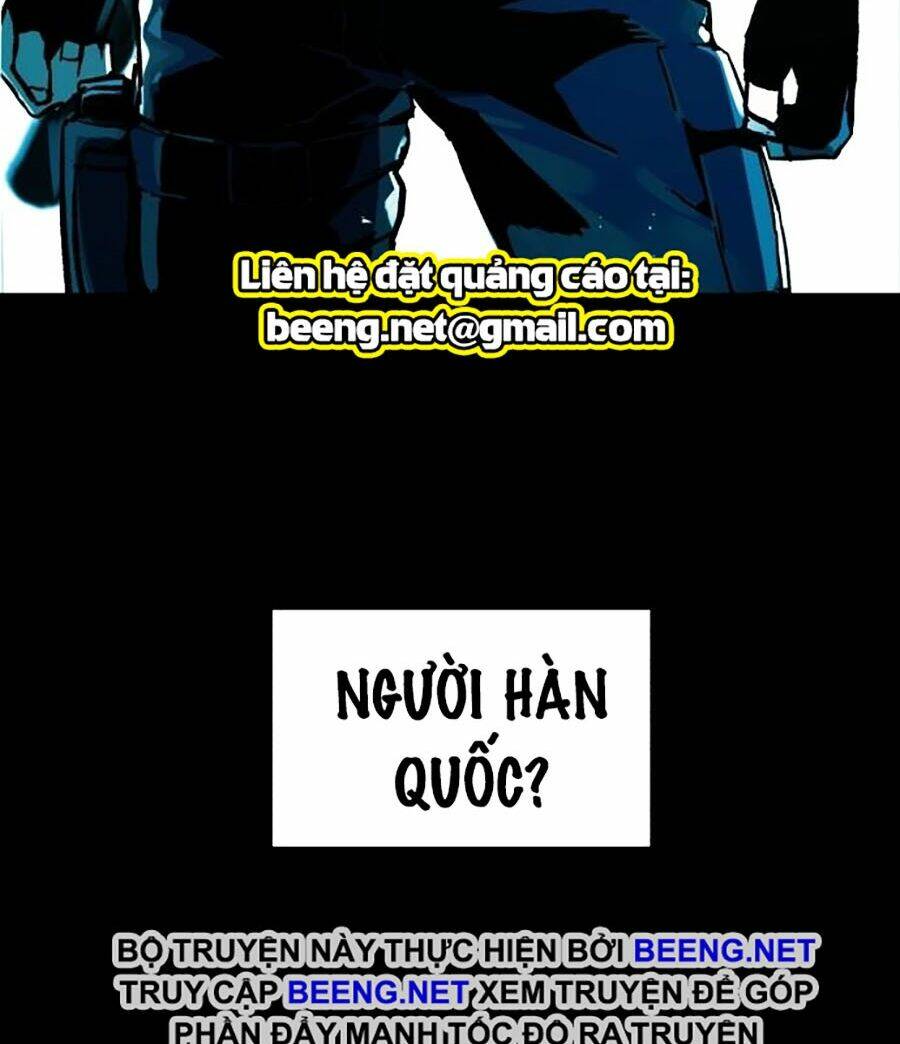 Liên hệ đặt quảng cáo tại:
beeng.net@gmail.com
NGƯỜI HÀN
QUỐC?
BỘ TRUYỆN NÀY THỰC HIỆN BỞI BEENG.NET
TRUY CẬP BEENG.NET XEM TRUYỆN ĐỂ GÓP
PHẦN ĐẨY MẠNH TỐC ĐỘ RA TRUYỆN